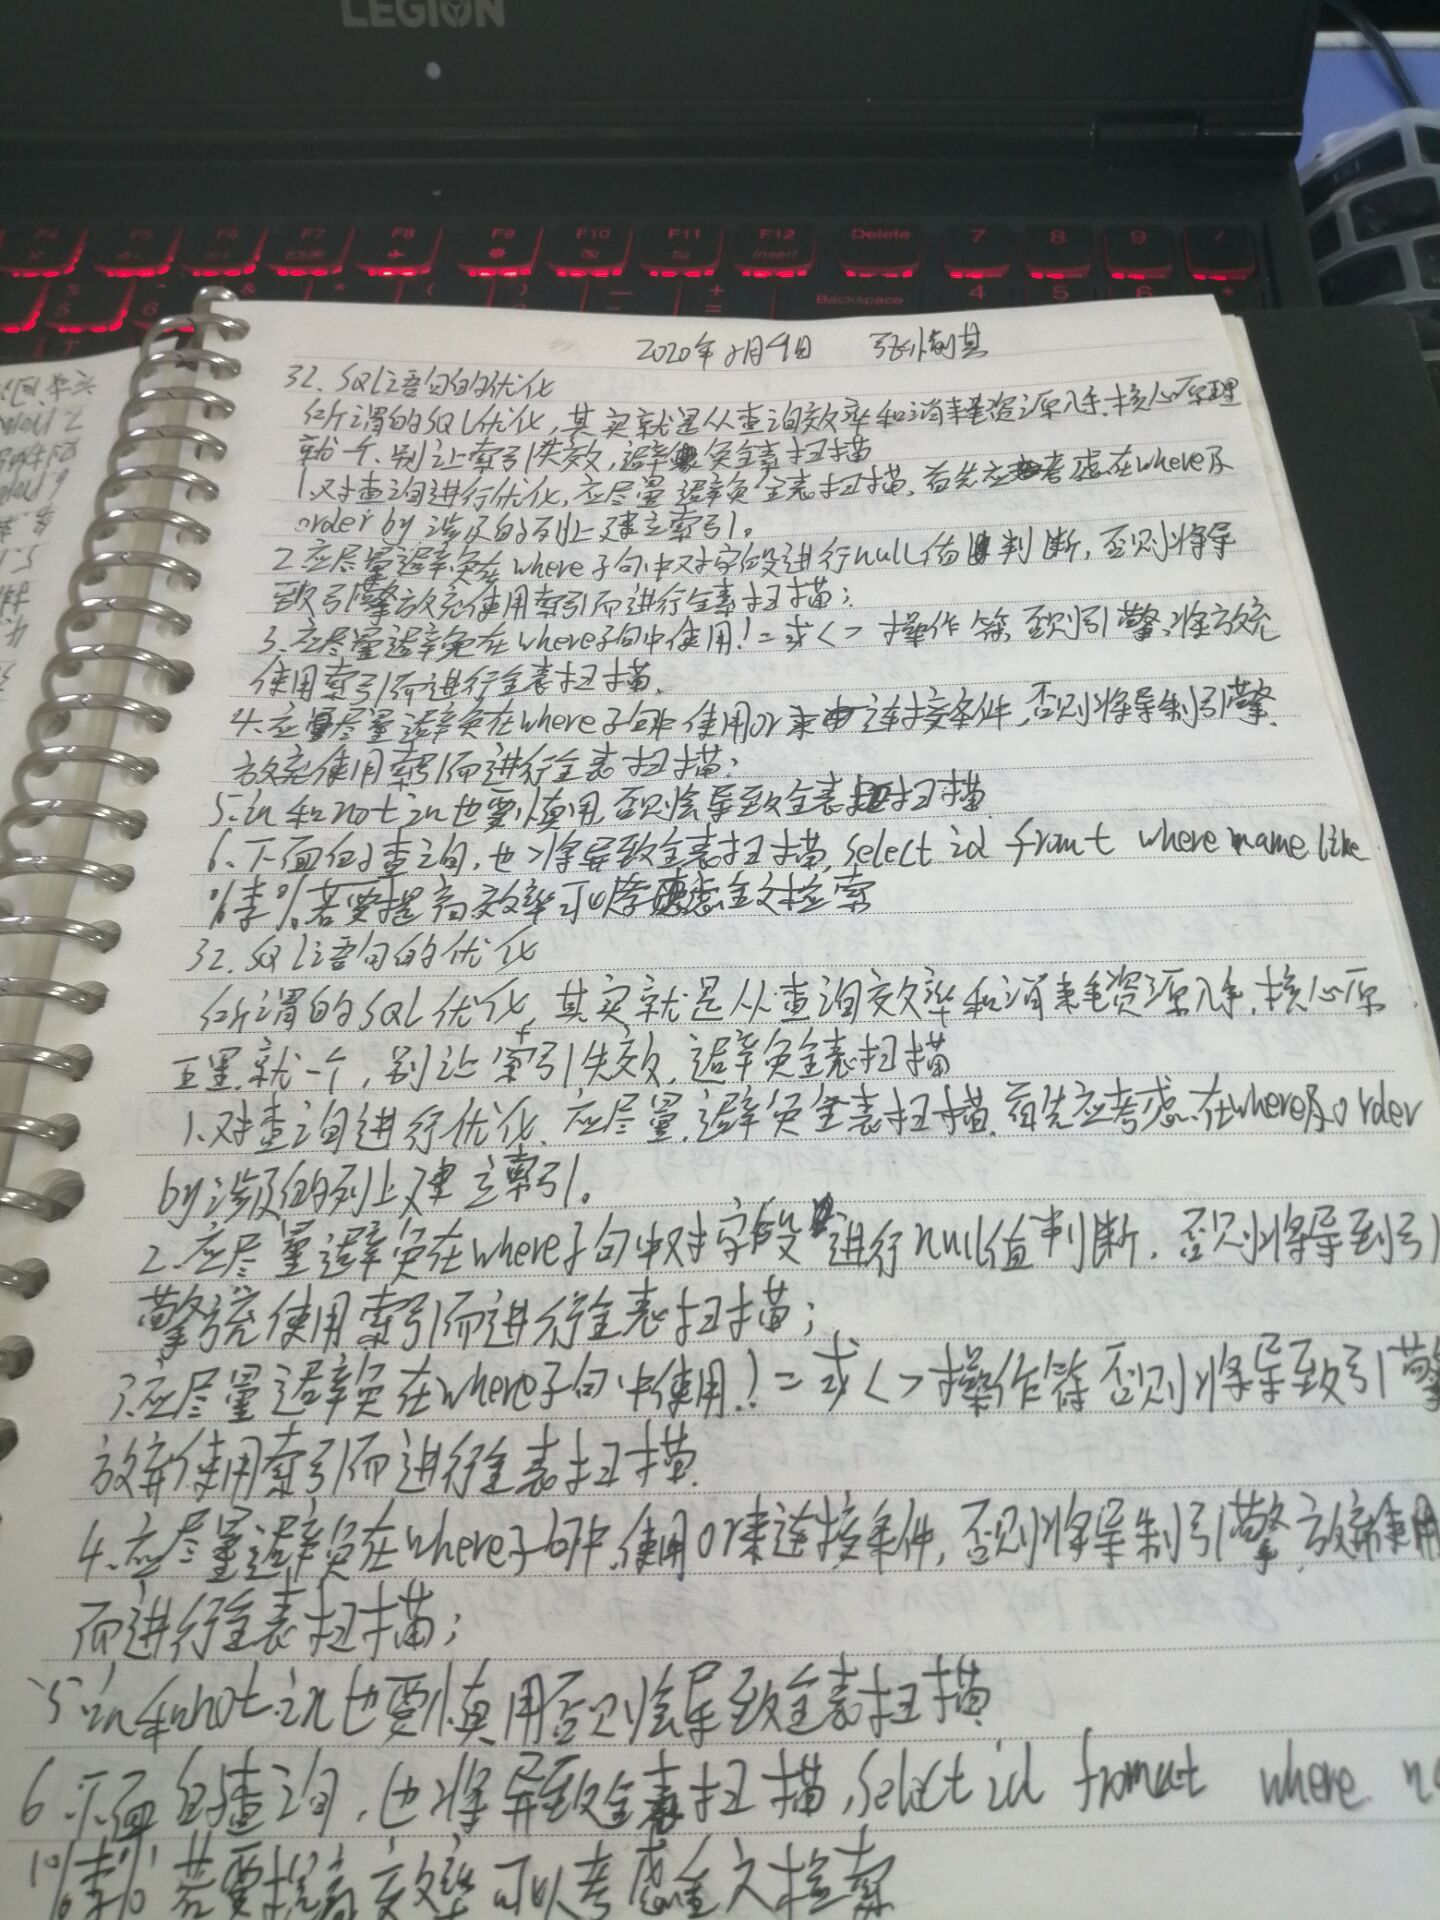 LEGION
F4 F5 F6 F7 F8 F9 F10 F11 F12 Delete 7 8 9 /
Insert
% 5 6 & * ( ) — + = Backspace 4 5 6 +
2020年 月4日
32.SQL语句的优化
所谓的SQL优化,其实就是从查询效率和消耗资源入手,核心原理
就一个,别让索引失效,避免全表扫描
1.对查询进行优化,应尽量避免全表扫描,首先应考虑在where及
order by涉及的列上建立索引。
2.应尽量避免在where子句中对字段进行null值判断,否则将导
致引擎放弃使用索引而进行全表扫描;
3.应尽量避免在where子句中使用!=或<>操作符,否则引擎将放弃
使用索引而进行全表扫描.
4.应尽量避免在where子句中使用or来连接条件,否则将导制引擎
放弃使用索引而进行全表扫描;
5.in和not in也要慎用,否则会导致全表扫描
6.下面的查询,也将导致全表扫描,select id from t where name like
%李%.若要提高效率可以考虑全文检索
32.SQL语句的优化
所谓的SQL优化,其实就是从查询效率和消耗资源入手,核心原
理就一个,别让索引失效,避免全表扫描
1.对查询进行优化,应尽量避免全表扫描,首先应考虑在where及order
by涉及的列上建立索引。
2.应尽量避免在where子句中对字段进行null值判断,否则将导到引
擎 使用索引而进行全表扫描;
3.应尽量避免在where子句中使用!=或<>操作符否则将导致引擎
放弃使用索引而进行全表扫描.
4.应尽量避免在where子句中使用or来连接条件,否则将导制引擎放弃使用
而进行全表扫描;
5.in和not in也要慎用否则会导致全表扫描
6.下面的查询,也将导致全表扫描,select id from t where
%李%若要提高效率可以考虑全文检索